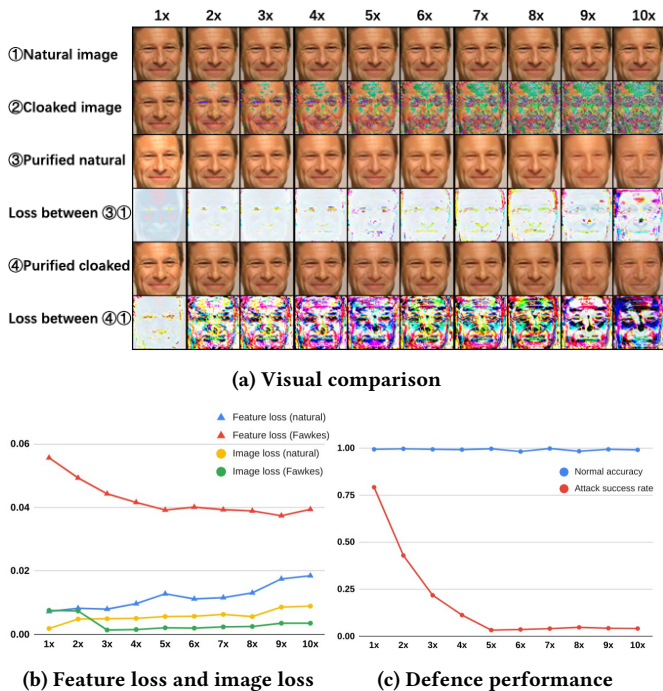 1x 2x 3x 4x 5x 6x 7x 8x 9x 10x
①Natural image
②Cloaked image
③Purified natural
Loss between ③①
④Purified cloaked
Loss between ④①
(a) Visual comparison
Feature loss (natural)
Feature loss (Fawkes)
Image loss (natural)
Image loss (Fawkes)
0.06
0.04
0.02
0.00
1x 2x 3x 4x 5x 6x 7x 8x 9x 10x
(b) Feature loss and image loss
1.00
0.75
0.50
0.25
0.00
Normal accuracy
Attack success rate
1x 2x 3x 4x 5x 6x 7x 8x 9x 10x
(c) Defence performance